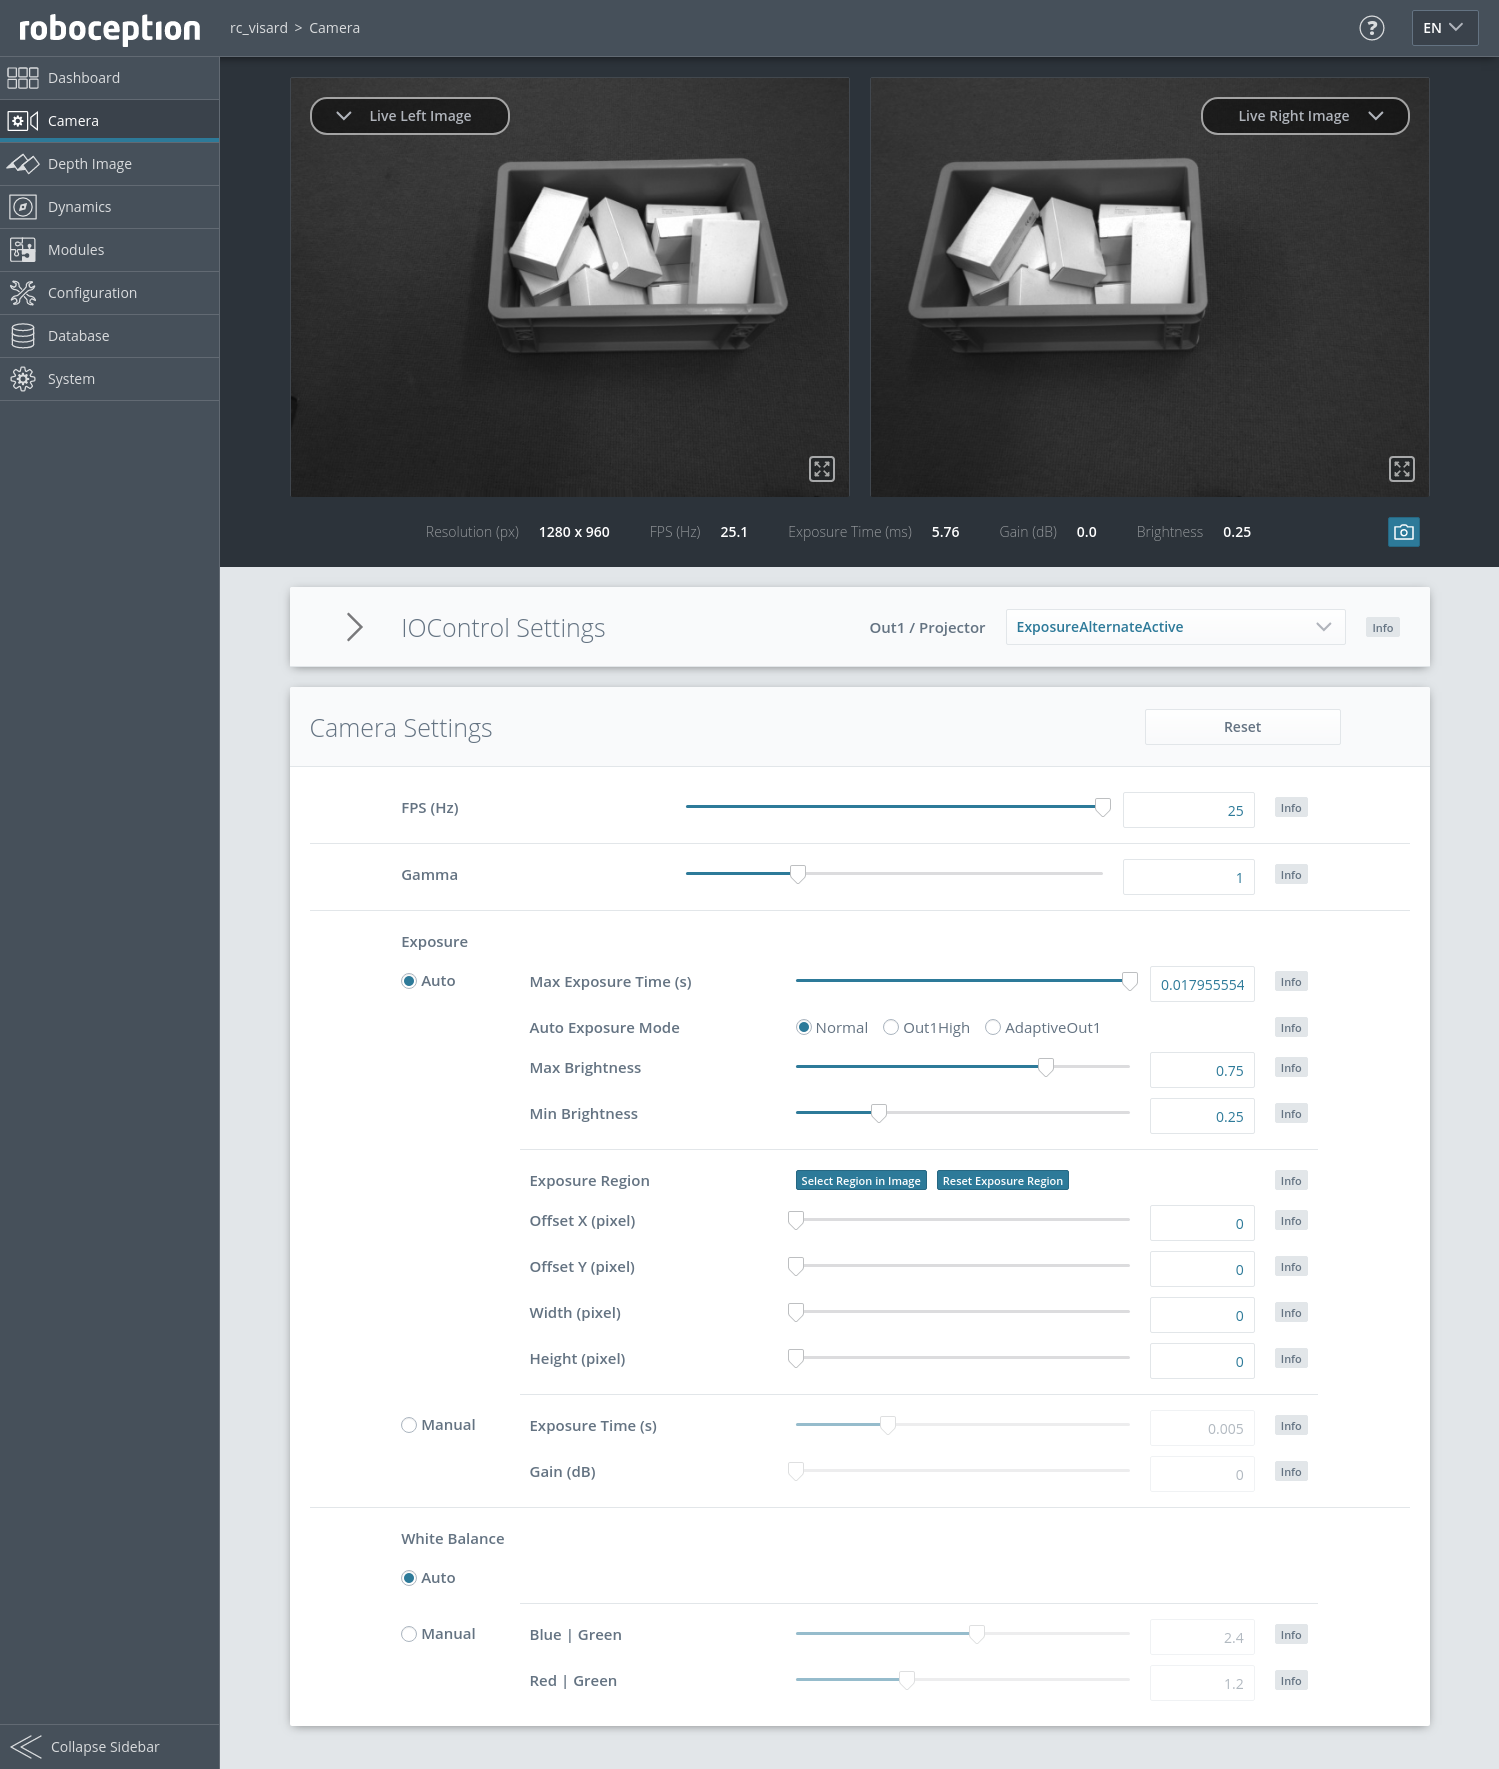 roboception
rc_visard > Camera
?
EN
Dashboard
Camera
Depth Image
Dynamics
Modules
Configuration
Database
System
Live Left Image
Live Right Image
Resolution (px) 1280 x 960 FPS (Hz) 25.1 Exposure Time (ms) 5.76 Gain (dB) 0.0 Brightness 0.25
IOControl Settings Out1 / Projector ExposureAlternateActive Info
Camera Settings Reset
FPS (Hz) 25 Info
Gamma 1 Info
Exposure
Auto Max Exposure Time (s) 0.017955554 Info
Auto Exposure Mode Normal Out1High AdaptiveOut1 Info
Max Brightness 0.75 Info
Min Brightness 0.25 Info
Exposure Region Select Region in Image Reset Exposure Region Info
Offset X (pixel) 0 Info
Offset Y (pixel) 0 Info
Width (pixel) 0 Info
Height (pixel) 0 Info
Manual Exposure Time (s) 0.005 Info
Gain (dB) 0 Info
White Balance
Auto
Manual Blue | Green 2.4 Info
Red | Green 1.2 Info
Collapse Sidebar